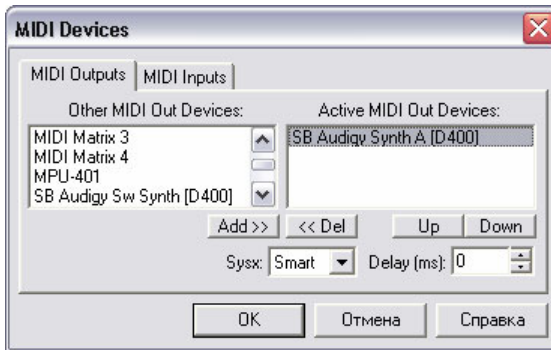 MIDI Devices
MIDI Outputs MIDI Inputs
Other MIDI Out Devices: Active MIDI Out Devices:
MIDI Matrix 3 SB Audigy Synth A [D400]
MIDI Matrix 4
MPU-401
SB Audigy Sw Synth [D400]
Add >> << Del Up Down
Sysx: Smart Delay (ms): 0
OK Отмена Справка